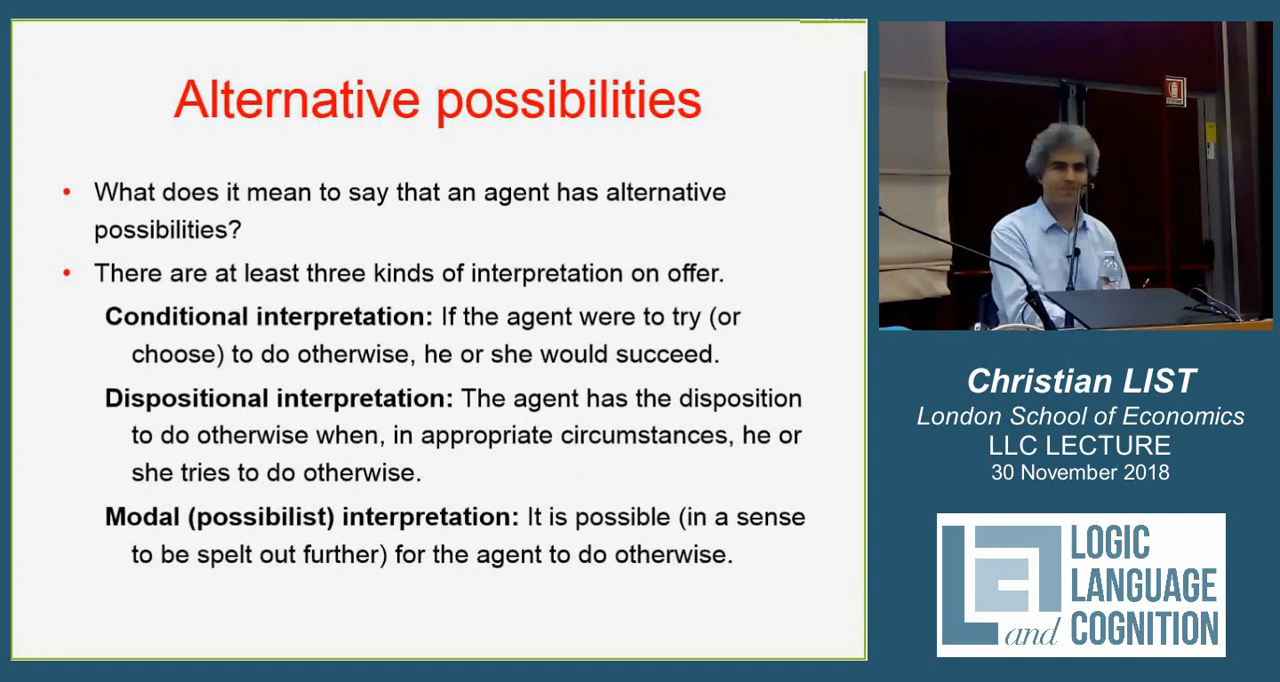 Alternative possibilities
• What does it mean to say that an agent has alternative
possibilities?
• There are at least three kinds of interpretation on offer.
Conditional interpretation: If the agent were to try (or
choose) to do otherwise, he or she would succeed.
Dispositional interpretation: The agent has the disposition
to do otherwise when, in appropriate circumstances, he or
she tries to do otherwise.
Modal (possibilist) interpretation: It is possible (in a sense
to be spelt out further) for the agent to do otherwise.
Christian LIST
London School of Economics
LLC LECTURE
30 November 2018
LLC
LOGIC
LANGUAGE
and COGNITION